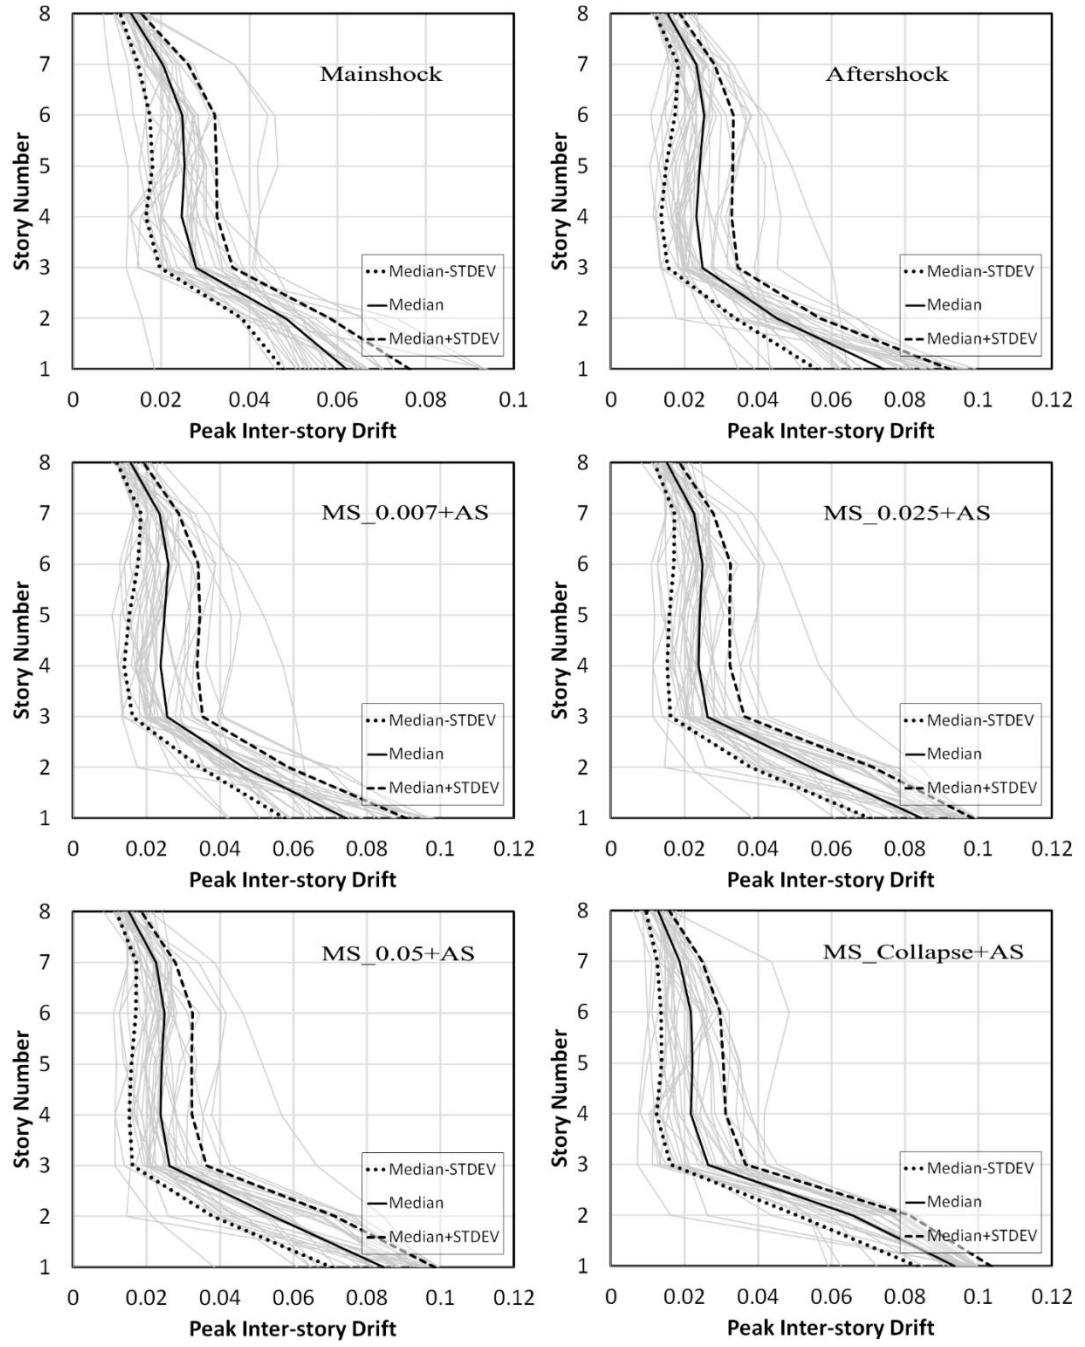 8
7
6
5
4
3
2
1
Story Number
Mainshock
Median-STDEV
Median
Median+STDEV
0 0.02 0.04 0.06 0.08 0.1
Peak Inter-story Drift
8
7
6
5
4
3
2
1
Story Number
Aftershock
Median-STDEV
Median
Median+STDEV
0 0.02 0.04 0.06 0.08 0.1 0.12
Peak Inter-story Drift
8
7
6
5
4
3
2
1
Story Number
MS_0.007+AS
Median-STDEV
Median
Median+STDEV
0 0.02 0.04 0.06 0.08 0.1 0.12
Peak Inter-story Drift
8
7
6
5
4
3
2
1
Story Number
MS_0.025+AS
Median-STDEV
Median
Median+STDEV
0 0.02 0.04 0.06 0.08 0.1 0.12
Peak Inter-story Drift
8
7
6
5
4
3
2
1
Story Number
MS_0.05+AS
Median-STDEV
Median
Median+STDEV
0 0.02 0.04 0.06 0.08 0.1 0.12
Peak Inter-story Drift
8
7
6
5
4
3
2
1
Story Number
MS_Collapse+AS
Median-STDEV
Median
Median+STDEV
0 0.02 0.04 0.06 0.08 0.1 0.12
Peak Inter-story Drift